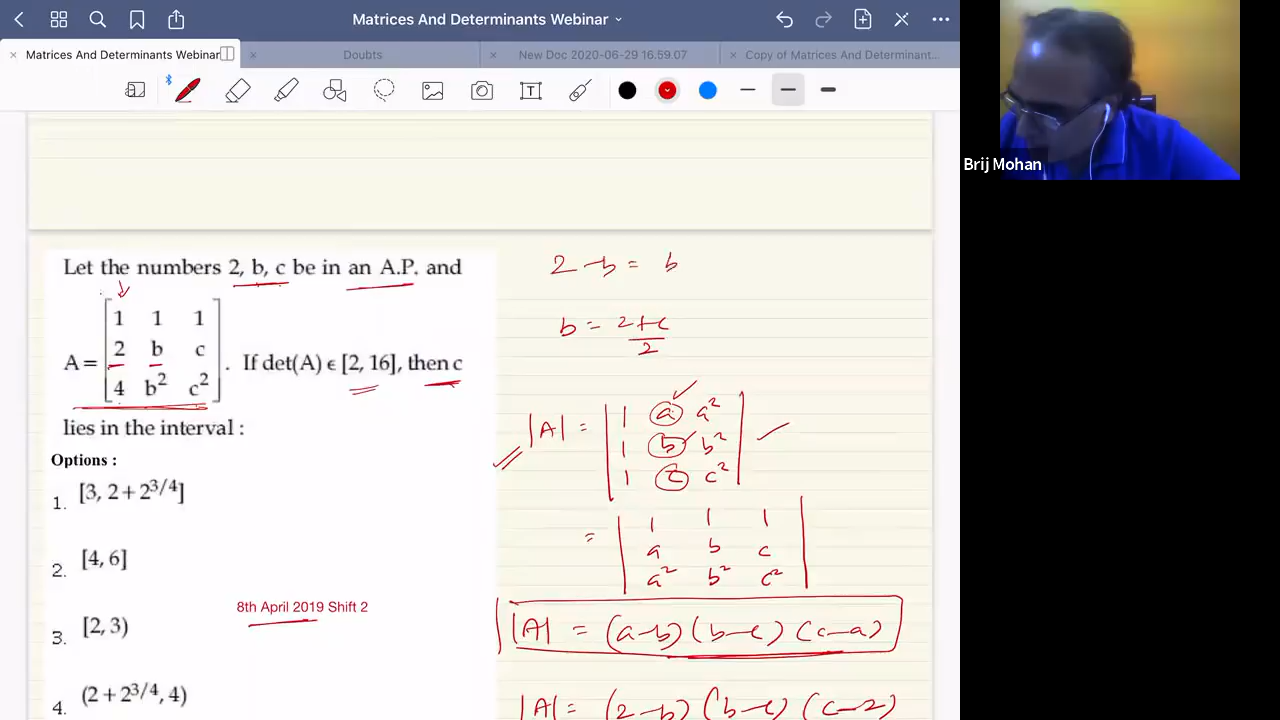 Matrices And Determinants Webinar
Matrices And Determinants Webinar
Doubts
New Doc 2020-06-29 16.59.07
Copy of Matrices And Determinant...
Brij Mohan
Let the numbers 2, b, c be in an A.P. and
A = [1 1 1
2 b c
4 b² c²]. If det(A) ∈ [2, 16], then c
lies in the interval :
Options :
1. [3, 2 + 2^{3/4}]
2. [4, 6]
8th April 2019 Shift 2
3. [2, 3)
4. (2 + 2^{3/4}, 4)
2 - b = b
b = (2+c)/2
|A| = |1 a a²
1 b b²
1 c c²|
= |1 1 1
a b c
a² b² c²|
|A| = (a-b)(b-c)(c-a)
|A| = (2-b)(b-c)(c-2)